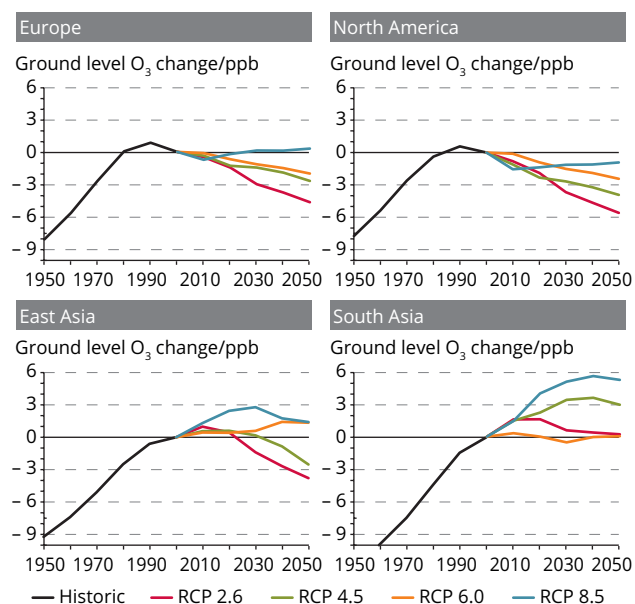 Europe
Ground level O₃ change/ppb
6
3
0
– 3
– 6
– 9
1950 1970 1990 2010 2030 2050
North America
Ground level O₃ change/ppb
6
3
0
– 3
– 6
– 9
1950 1970 1990 2010 2030 2050
East Asia
Ground level O₃ change/ppb
6
3
0
– 3
– 6
– 9
1950 1970 1990 2010 2030 2050
South Asia
Ground level O₃ change/ppb
6
3
0
– 3
– 6
– 9
1950 1970 1990 2010 2030 2050
Historic RCP 2.6 RCP 4.5 RCP 6.0 RCP 8.5